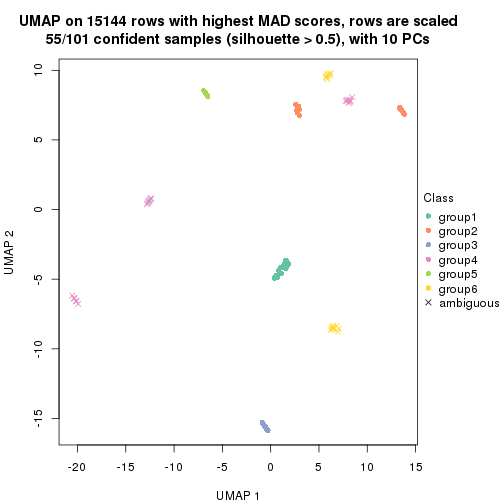 UMAP on 15144 rows with highest MAD scores, rows are scaled
55/101 confident samples (silhouette > 0.5), with 10 PCs
10
5
0
-5
-10
-15
UMAP 2
-20
-15
-10
-5
0
5
10
15
UMAP 1
Class
group1
group2
group3
group4
group5
group6
ambiguous